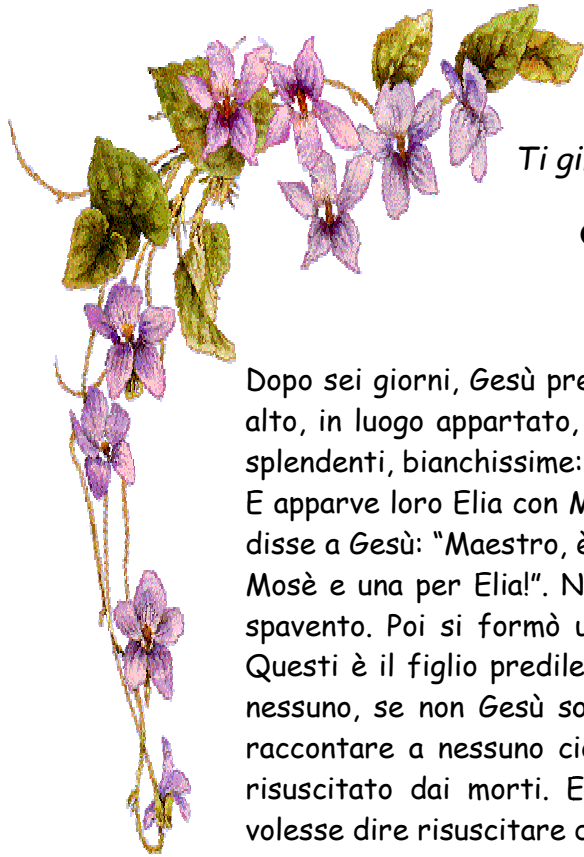 Ti gi
Dopo sei giorni, Gesù pre
alto, in luogo appartato,
splendenti, bianchissime:
E apparve loro Elia con M
disse a Gesù: “Maestro, è
Mosè e una per Elia!”. N
spavento. Poi si formò u
Questi è il figlio predile
nessuno, se non Gesù so
raccontare a nessuno ci
risuscitato dai morti. E
volesse dire risuscitare